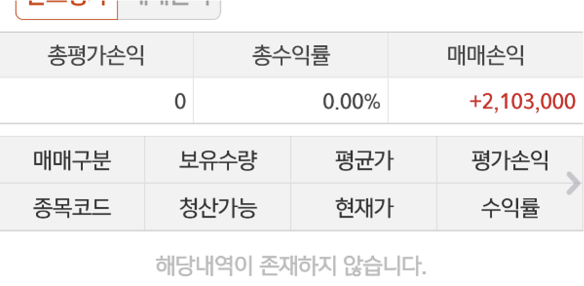 총평가손익 총수익률 매매손익
0 0.00% +2,103,000
매매구분 보유수량 평균가 평가손익
종목코드 청산가능 현재가 수익률
해당내역이 존재하지 않습니다.